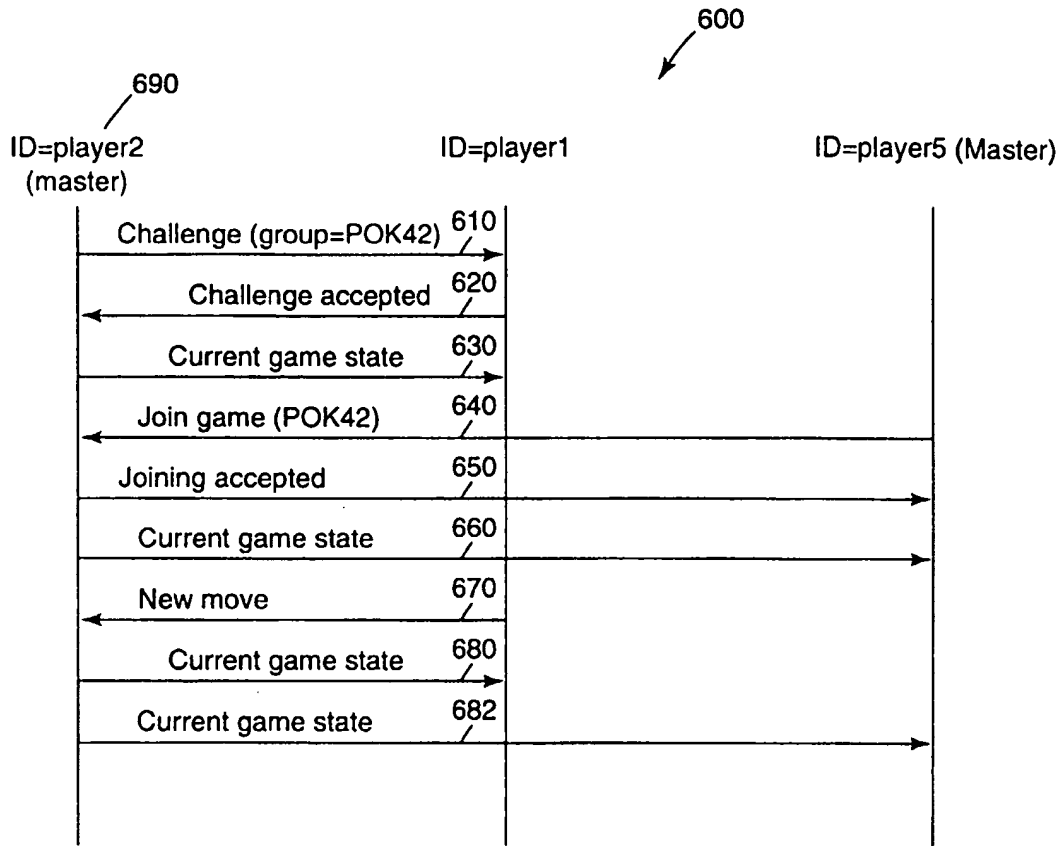 600
690
ID=player2
(master)
ID=player1
ID=player5 (Master)
Challenge (group=POK42)
610
Challenge accepted
620
Current game state
630
Join game (POK42)
640
Joining accepted
650
Current game state
660
New move
670
Current game state
680
Current game state
682